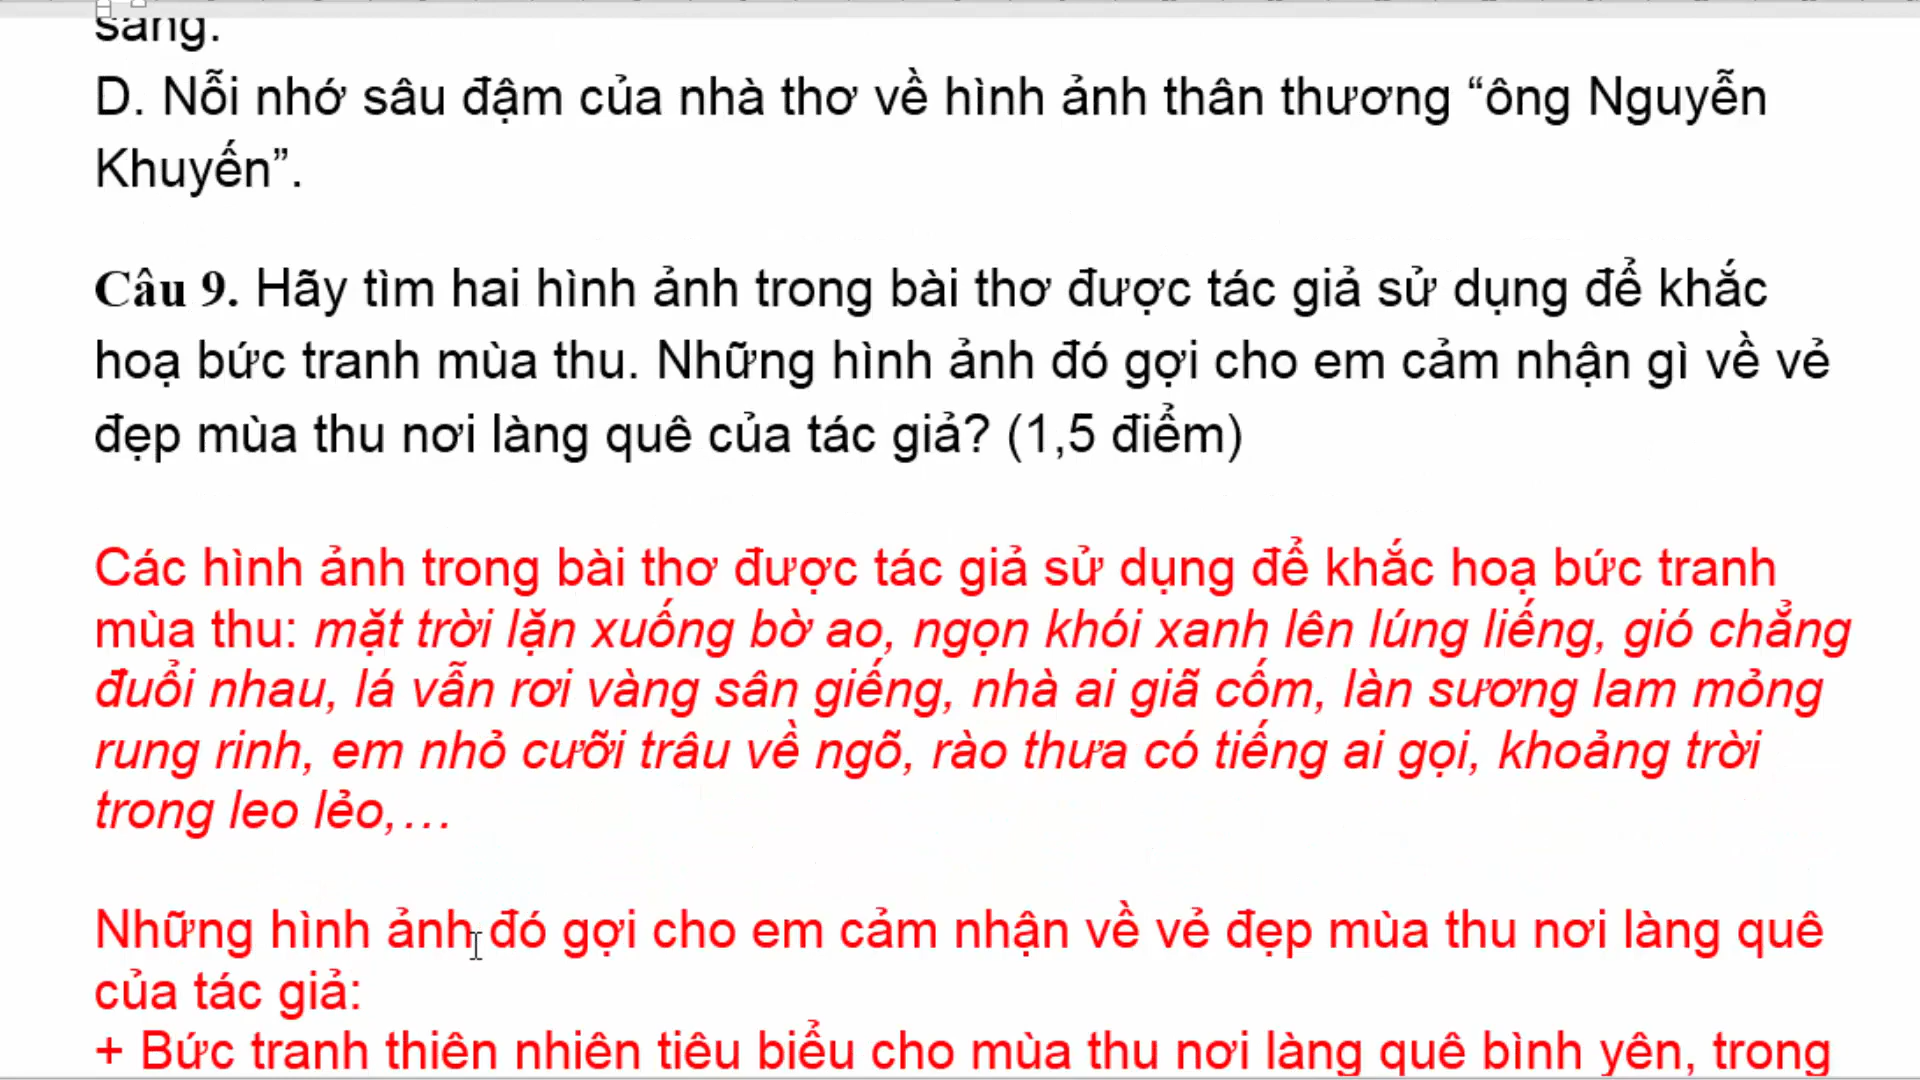 sáng.
D. Nỗi nhớ sâu đậm của nhà thơ về hình ảnh thân thương “ông Nguyễn
Khuyến”.
Câu 9. Hãy tìm hai hình ảnh trong bài thơ được tác giả sử dụng để khắc
hoạ bức tranh mùa thu. Những hình ảnh đó gợi cho em cảm nhận gì về vẻ
đẹp mùa thu nơi làng quê của tác giả? (1,5 điểm)
Các hình ảnh trong bài thơ được tác giả sử dụng để khắc hoạ bức tranh
mùa thu: mặt trời lặn xuống bờ ao, ngọn khói xanh lên lúng liếng, gió chẳng
đuổi nhau, lá vẫn rơi vàng sân giếng, nhà ai giã cốm, làn sương lam mỏng
rung rinh, em nhỏ cưỡi trâu về ngõ, rào thưa có tiếng ai gọi, khoảng trời
trong leo lẻo,…
Những hình ảnh đó gợi cho em cảm nhận về vẻ đẹp mùa thu nơi làng quê
của tác giả:
+ Bức tranh thiên nhiên tiêu biểu cho mùa thu nơi làng quê bình yên, trong